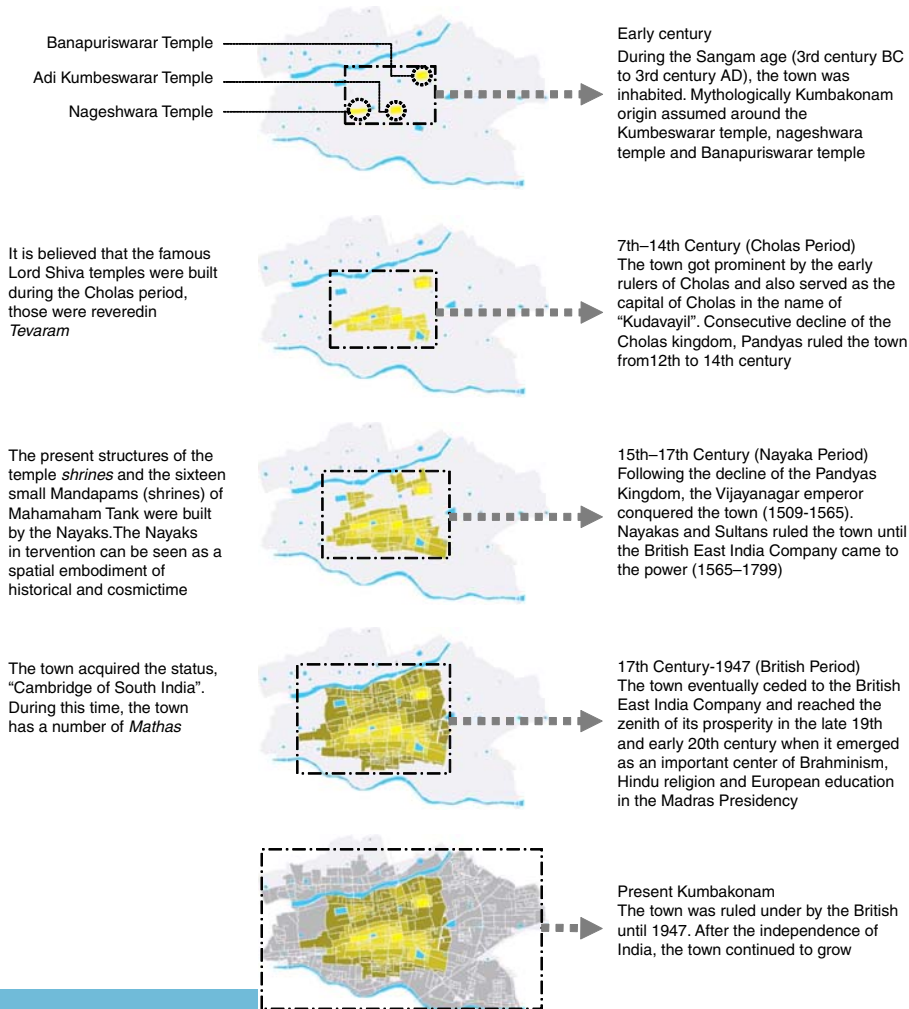 Banapuriswarar Temple
Adi Kumbeswarar Temple
Nageshwara Temple
Early century
During the Sangam age (3rd century BC
to 3rd century AD), the town was
inhabited. Mythologically Kumbakonam
origin assumed around the
Kumbeswarar temple, nageshwara
temple and Banapuriswarar temple
It is believed that the famous
Lord Shiva temples were built
during the Cholas period,
those were reveredin
Tevaram
7th–14th Century (Cholas Period)
The town got prominent by the early
rulers of Cholas and also served as the
capital of Cholas in the name of
“Kudavayil”. Consecutive decline of the
Cholas kingdom, Pandyas ruled the town
from12th to 14th century
The present structures of the
temple shrines and the sixteen
small Mandapams (shrines) of
Mahamaham Tank were built
by the Nayaks.The Nayaks
in tervention can be seen as a
spatial embodiment of
historical and cosmictime
15th–17th Century (Nayaka Period)
Following the decline of the Pandyas
Kingdom, the Vijayanagar emperor
conquered the town (1509-1565).
Nayakas and Sultans ruled the town until
the British East India Company came to
the power (1565–1799)
The town acquired the status,
“Cambridge of South India”.
During this time, the town
has a number of Mathas
17th Century-1947 (British Period)
The town eventually ceded to the British
East India Company and reached the
zenith of its prosperity in the late 19th
and early 20th century when it emerged
as an important center of Brahminism,
Hindu religion and European education
in the Madras Presidency
Present Kumbakonam
The town was ruled under by the British
until 1947. After the independence of
India, the town continued to grow